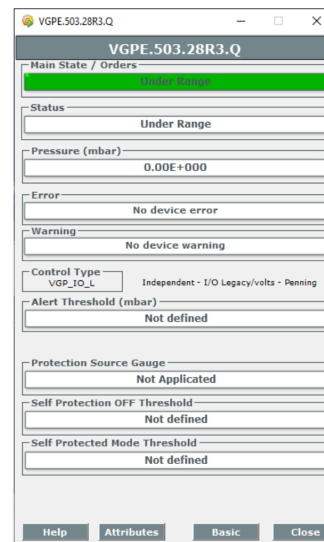 VGPE.503.28R3.Q
VGPE.503.28R3.Q
Main State / Orders
Under Range
Status
Under Range
Pressure (mbar)
0.00E+000
Error
No device error
Warning
No device warning
Control Type
VGP_IO_L Independent - I/O Legacy/volts - Penning
Alert Threshold (mbar)
Not defined
Protection Source Gauge
Not Applicated
Self Protection OFF Threshold
Not defined
Self Protected Mode Threshold
Not defined
Help Attributes Basic Close